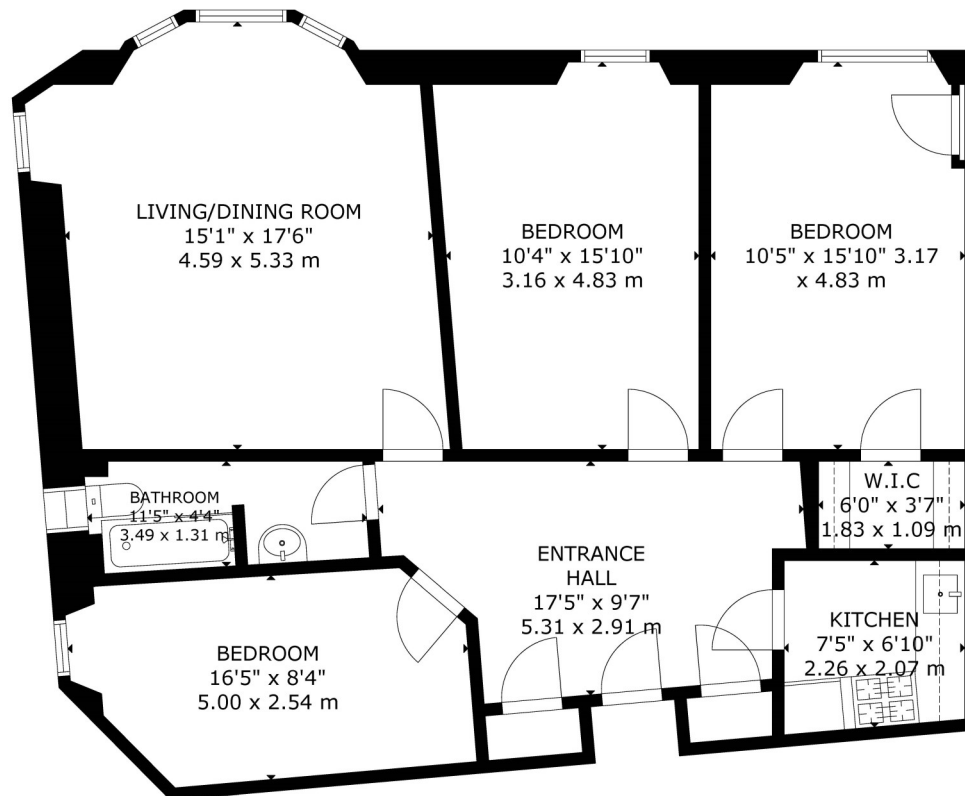 LIVING/DINING ROOM
15'1" x 17'6"
4.59 x 5.33 m
BEDROOM
10'4" x 15'10"
3.16 x 4.83 m
BEDROOM
10'5" x 15'10" 3.17
x 4.83 m
BATHROOM
11'5" x 4'4"
3.49 x 1.31 m
W.I.C
6'0" x 3'7"
1.83 x 1.09 m
ENTRANCE
HALL
17'5" x 9'7"
5.31 x 2.91 m
KITCHEN
7'5" x 6'10"
2.26 x 2.07 m
BEDROOM
16'5" x 8'4"
5.00 x 2.54 m